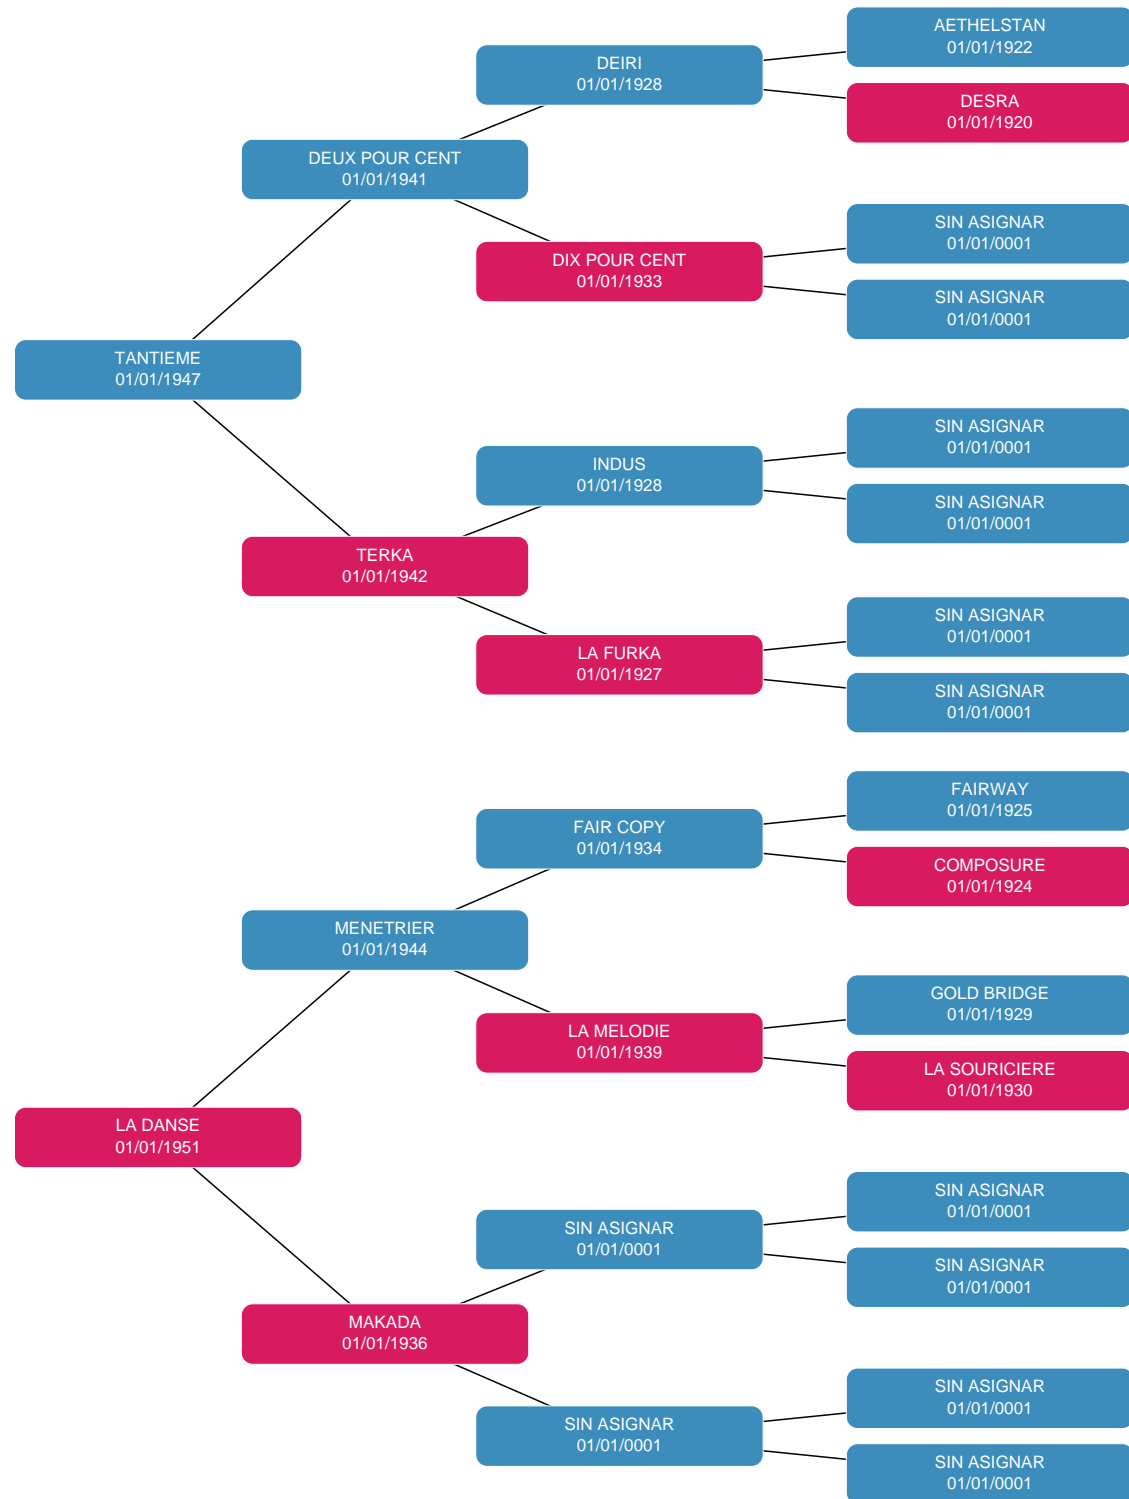 AETHELSTAN
01/01/1922
DEIRI
01/01/1928
DESRA
01/01/1920
DEUX POUR CENT
01/01/1941
SIN ASIGNAR
01/01/0001
DIX POUR CENT
01/01/1933
SIN ASIGNAR
01/01/0001
TANTIEME
01/01/1947
SIN ASIGNAR
01/01/0001
INDUS
01/01/1928
SIN ASIGNAR
01/01/0001
TERKA
01/01/1942
SIN ASIGNAR
01/01/0001
LA FURKA
01/01/1927
SIN ASIGNAR
01/01/0001
FAIRWAY
01/01/1925
FAIR COPY
01/01/1934
COMPOSURE
01/01/1924
MENETRIER
01/01/1944
GOLD BRIDGE
01/01/1929
LA MELODIE
01/01/1939
LA SOURICIERE
01/01/1930
LA DANSE
01/01/1951
SIN ASIGNAR
01/01/0001
SIN ASIGNAR
01/01/0001
SIN ASIGNAR
01/01/0001
MAKADA
01/01/1936
SIN ASIGNAR
01/01/0001
SIN ASIGNAR
01/01/0001
SIN ASIGNAR
01/01/0001